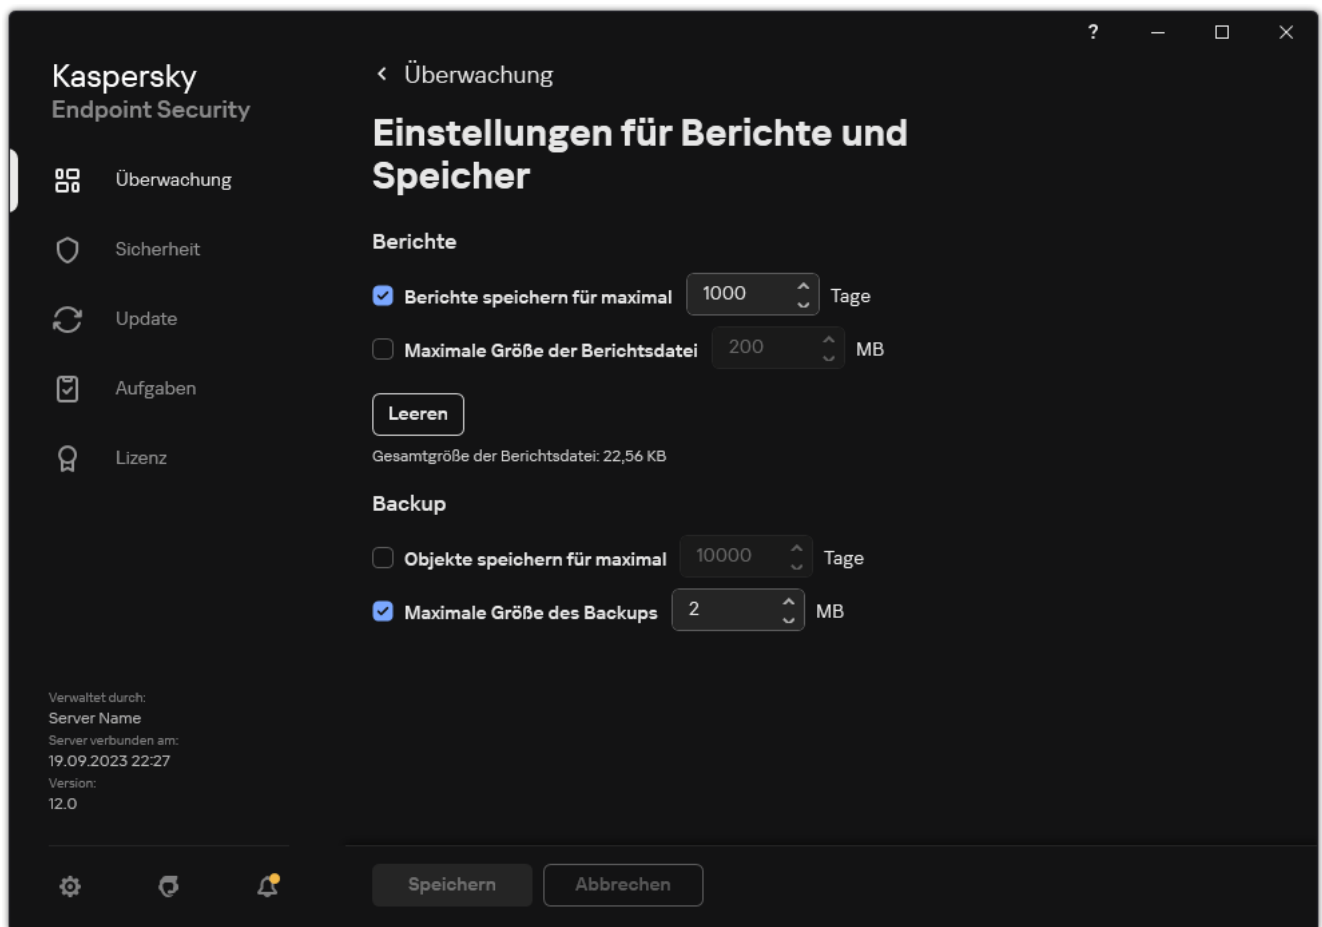 ?
Kaspersky
Endpoint Security
Überwachung
Sicherheit
Update
Aufgaben
Lizenz
Verwaltet durch:
Server Name
Server verbunden am:
19.09.2023 22:27
Version:
12.0
Überwachung
Einstellungen für Berichte und
Speicher
Berichte
Berichte speichern für maximal 1000 Tage
Maximale Größe der Berichtsdatei 200 MB
Leeren
Gesamtgröße der Berichtsdatei: 22,56 KB
Backup
Objekte speichern für maximal 10000 Tage
Maximale Größe des Backups 2 MB
Speichern Abbrechen